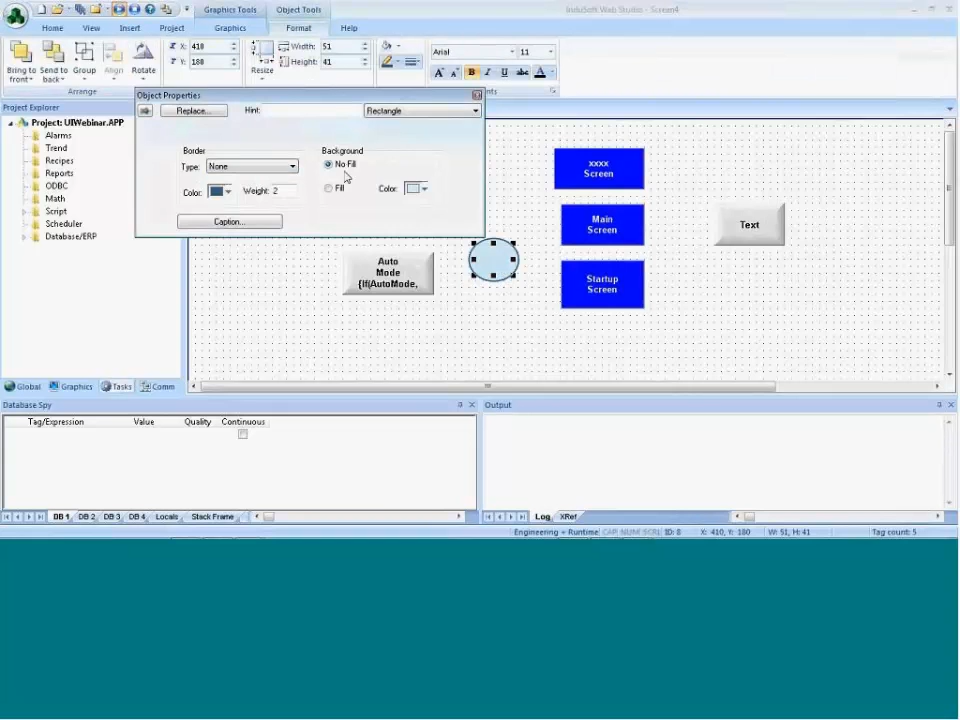 Graphics Tools Object Tools InduSoft Web Studio - Screen4
Home View Insert Project Graphics Format Help
Bring to front Send to back Group Align Rotate
X: 410
Y: 180
Resize
Width: 51
Height: 41
Arial 11
B I U abc A
Arrange
Object Properties
Replace... Hint: Rectangle
Border
Type: None
Color: Weight: 2
Background
No Fill
Fill Color:
Caption...
Project Explorer
Project: UIWebinar.APP
Alarms
Trend
Recipes
Reports
ODBC
Math
Script
Scheduler
Database/ERP
Global Graphics Tasks Comm
Auto
Mode
{If(AutoMode,
xxxx
Screen
Main
Screen
Startup
Screen
Text
Database Spy
Tag/Expression Value Quality Continuous
DB 1 DB 2 DB 3 DB 4 Locals Stack Frame
Output
Log XRef
Engineering + Runtime CAP NUM SCRL ID: 8 X: 410, Y: 180 W: 51, H: 41 Tag count: 5